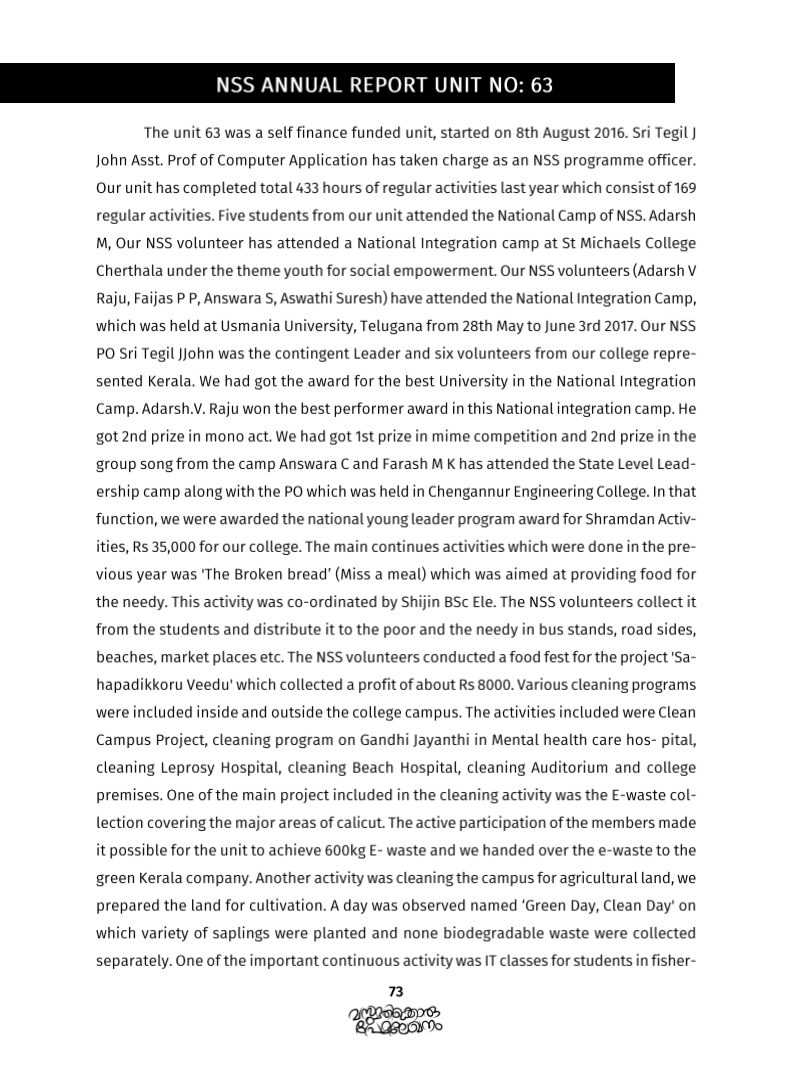 NSS ANNUAL REPORT UNIT NO: 63
The unit 63 was a self finance funded unit, started on 8th August 2016. Sri Tegil J
John Asst. Prof of Computer Application has taken charge as an NSS programme officer.
Our unit has completed total 433 hours of regular activities last year which consist of 169
regular activities. Five students from our unit attended the National Camp of NSS. Adarsh
M, Our NSS volunteer has attended a National Integration camp at St Michaels College
Cherthala under the theme youth for social empowerment. Our NSS volunteers (Adarsh V
Raju, Faijas P P, Answara S, Aswathi Suresh) have attended the National Integration Camp,
which was held at Usmania University, Telugana from 28th May to June 3rd 2017. Our NSS
PO Sri Tegil JJohn was the contingent Leader and six volunteers from our college repre-
sented Kerala. We had got the award for the best University in the National Integration
Camp. Adarsh.V. Raju won the best performer award in this National integration camp. He
got 2nd prize in mono act. We had got 1st prize in mime competition and 2nd prize in the
group song from the camp Answara C and Farash M K has attended the State Level Lead-
ership camp along with the PO which was held in Chengannur Engineering College. In that
function, we were awarded the national young leader program award for Shramdan Activ-
ities, Rs 35,000 for our college. The main continues activities which were done in the pre-
vious year was 'The Broken bread’ (Miss a meal) which was aimed at providing food for
the needy. This activity was co-ordinated by Shijin BSc Ele. The NSS volunteers collect it
from the students and distribute it to the poor and the needy in bus stands, road sides,
beaches, market places etc. The NSS volunteers conducted a food fest for the project 'Sa-
hapadikkoru Veedu' which collected a profit of about Rs 8000. Various cleaning programs
were included inside and outside the college campus. The activities included were Clean
Campus Project, cleaning program on Gandhi Jayanthi in Mental health care hos- pital,
cleaning Leprosy Hospital, cleaning Beach Hospital, cleaning Auditorium and college
premises. One of the main project included in the cleaning activity was the E-waste col-
lection covering the major areas of calicut. The active participation of the members made
it possible for the unit to achieve 600kg E- waste and we handed over the e-waste to the
green Kerala company. Another activity was cleaning the campus for agricultural land, we
prepared the land for cultivation. A day was observed named ‘Green Day, Clean Day' on
which variety of saplings were planted and none biodegradable waste were collected
separately. One of the important continuous activity was IT classes for students in fisher-
73